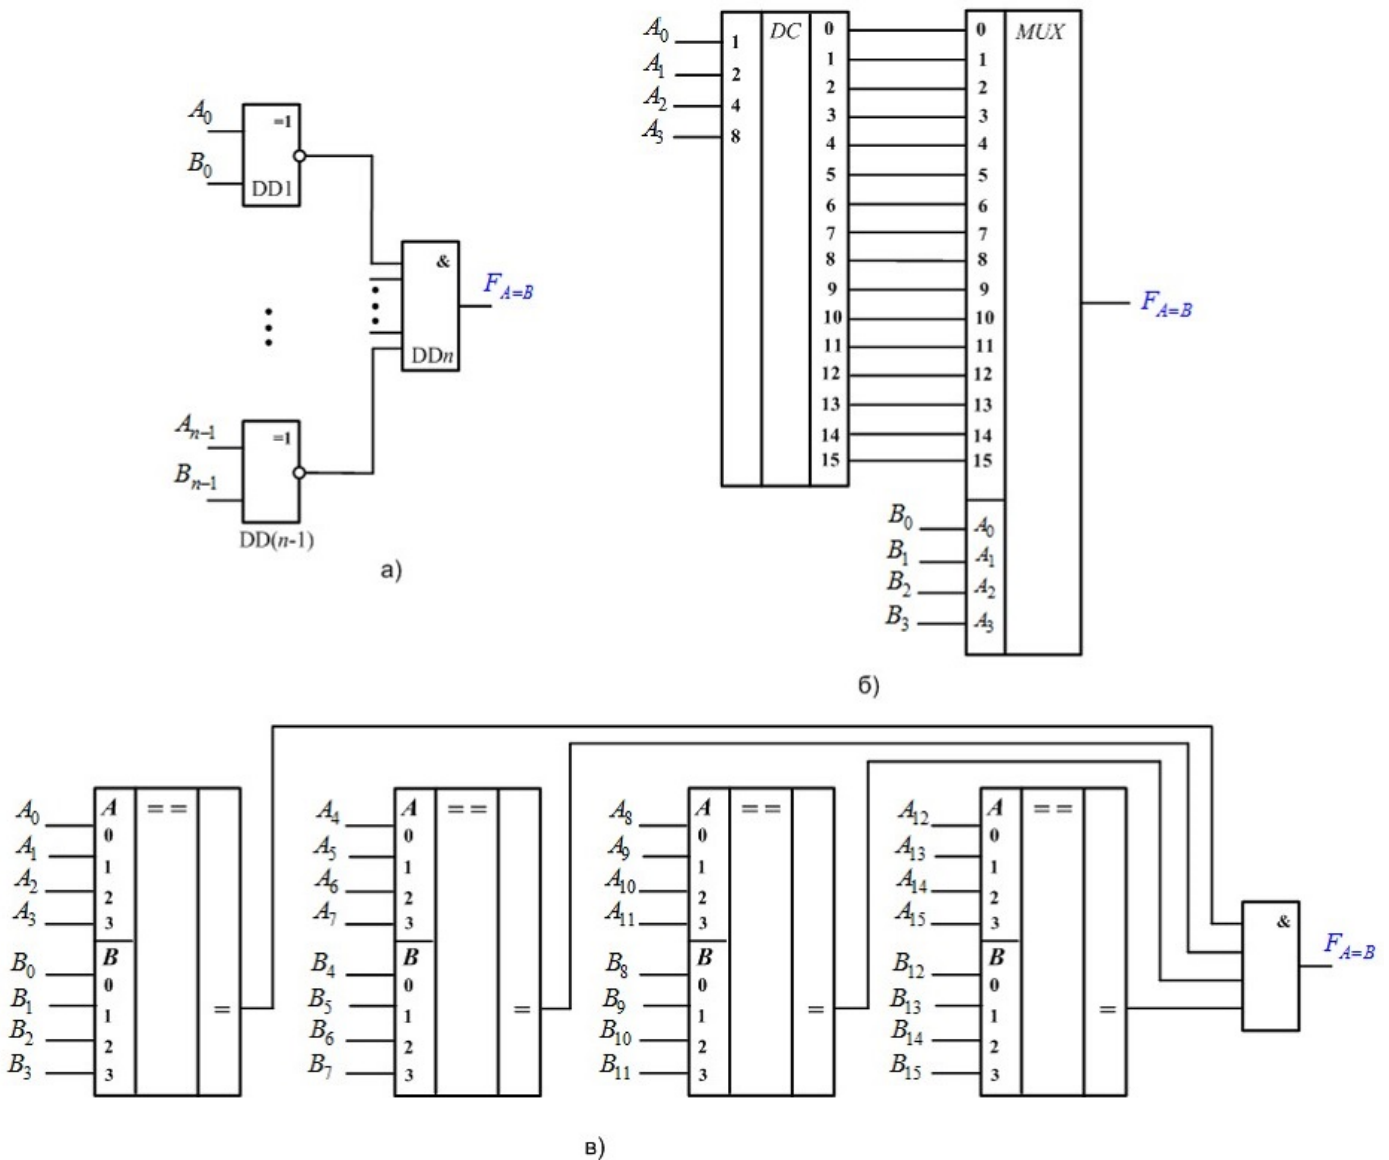 A0
=1
B0
DD1
&
FA=B
DDn
An–1
=1
Bn–1
DD(n-1)
а)
A0
A1
A2
A3
1
2
4
8
DC
0
1
2
3
4
5
6
7
8
9
10
11
12
13
14
15
0
1
2
3
4
5
6
7
8
9
10
11
12
13
14
15
MUX
FA=B
B0
B1
B2
B3
A0
A1
A2
A3
б)
A0
A1
A2
A3
B0
B1
B2
B3
A
0
1
2
3
B
0
1
2
3
==
=
A4
A5
A6
A7
B4
B5
B6
B7
A
0
1
2
3
B
0
1
2
3
==
=
A8
A9
A10
A11
B8
B9
B10
B11
A
0
1
2
3
B
0
1
2
3
==
=
A12
A13
A14
A15
B12
B13
B14
B15
A
0
1
2
3
B
0
1
2
3
==
=
&
FA=B
в)